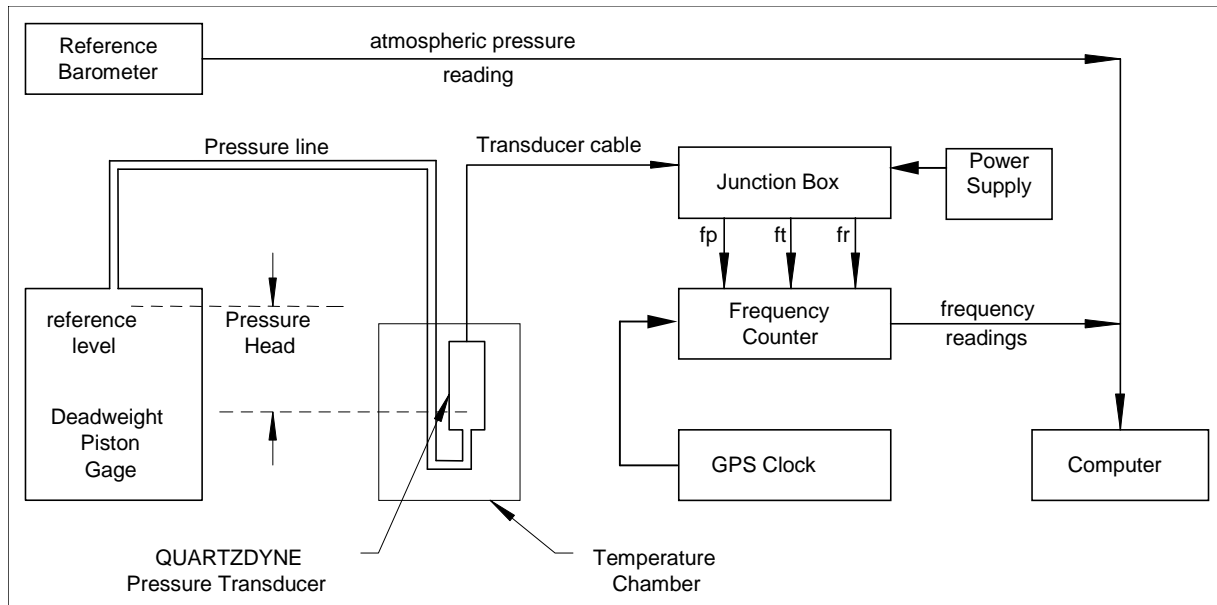 Reference
Barometer
atmospheric pressure
reading
Pressure line
Transducer cable
Junction Box
Power
Supply
fp
ft
fr
reference
level
Pressure
Head
Frequency
Counter
frequency
readings
Deadweight
Piston
Gage
GPS Clock
Computer
QUARTZDYNE
Pressure Transducer
Temperature
Chamber